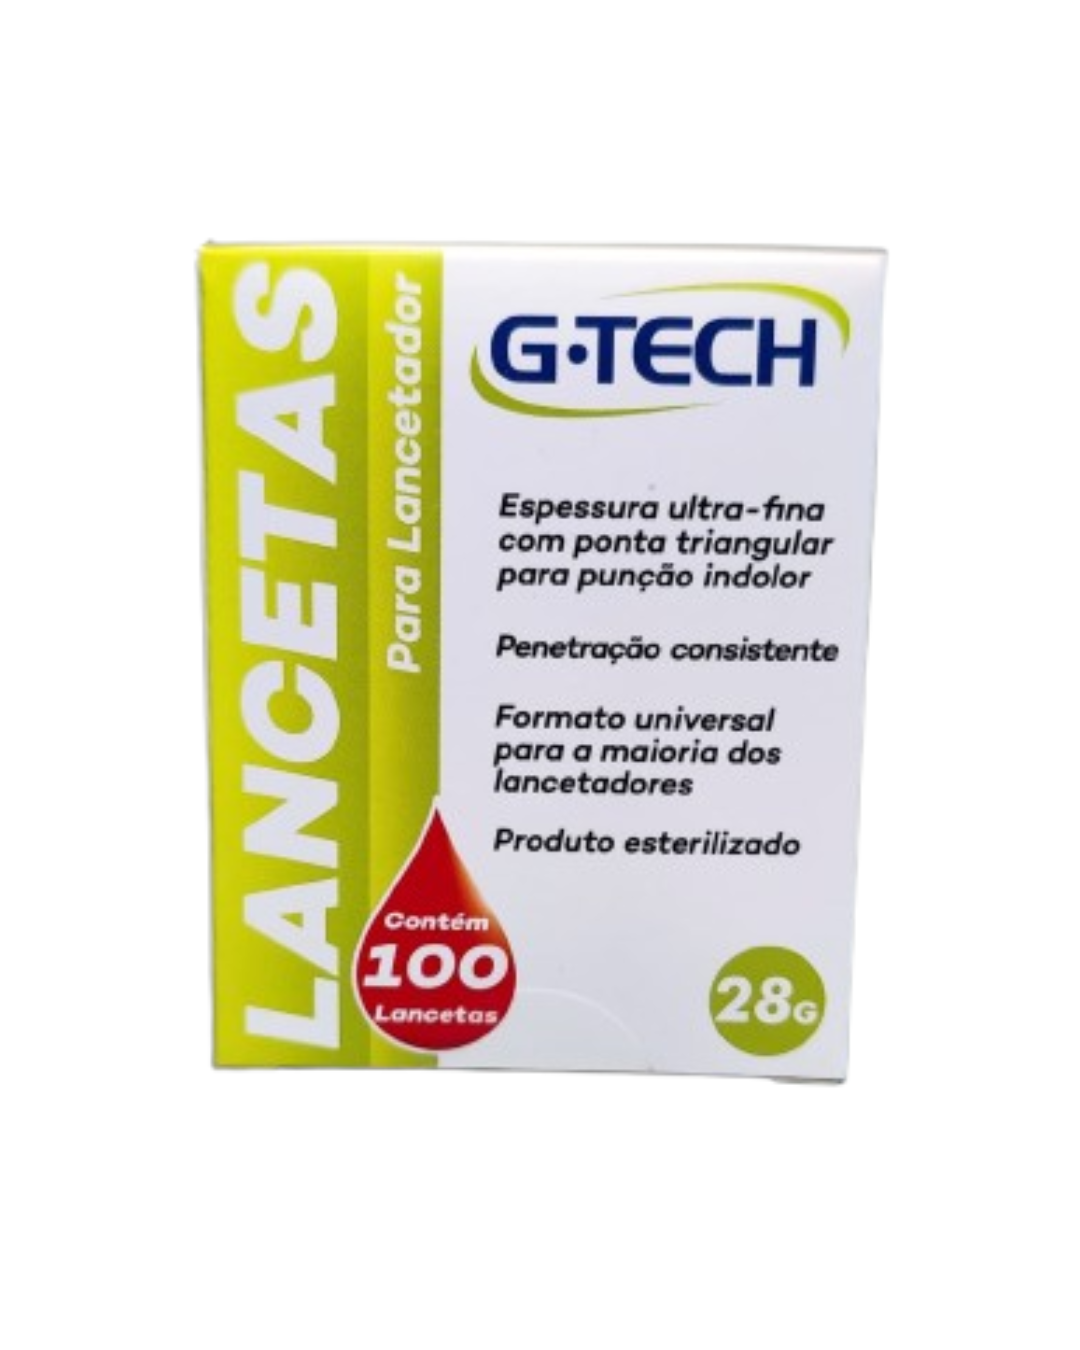 LANCETAS
Para Lancetador
G·TECH
Espessura ultra-fina
com ponta triangular
para punção indolor
Penetração consistente
Formato universal
para a maioria dos
lancetadores
Produto esterilizado
Contém
100
Lancetas
28G